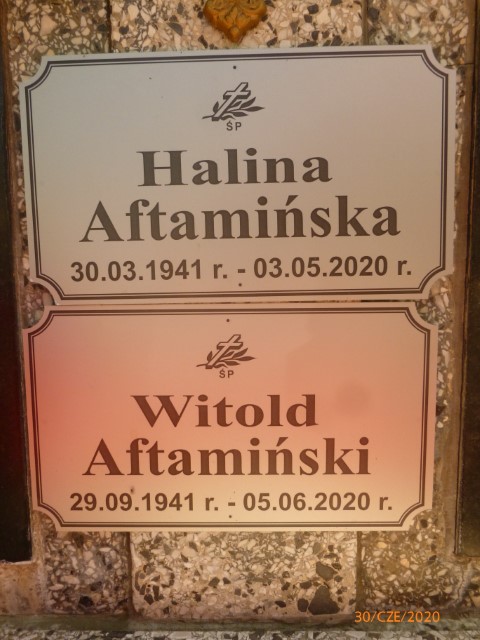 ŚP
Halina
Aftamińska
30.03.1941 r. - 03.05.2020 r.
ŚP
Witold
Aftamiński
29.09.1941 r. - 05.06.2020 r.
30/CZE/2020